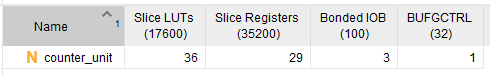 Name 1 Slice LUTs (17600) Slice Registers (35200) Bonded IOB (100) BUFGCTRL (32)
N counter_unit 36 29 3 1